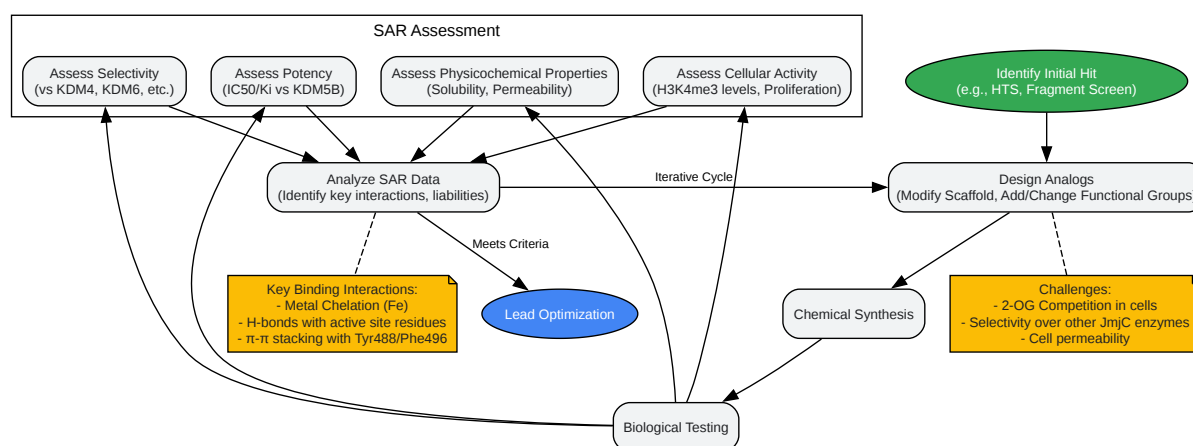 SAR Assessment
Assess Selectivity
(vs KDM4, KDM6, etc.)
Assess Potency
(IC50/Ki vs KDM5B)
Assess Physicochemical Properties
(Solubility, Permeability)
Assess Cellular Activity
(H3K4me3 levels, Proliferation)
Identify Initial Hit
(e.g., HTS, Fragment Screen)
Analyze SAR Data
(Identify key interactions, liabilities)
Iterative Cycle
Design Analogs
(Modify Scaffold, Add/Change Functional Groups)
Meets Criteria
Key Binding Interactions:
- Metal Chelation (Fe)
- H-bonds with active site residues
- π-π stacking with Tyr488/Phe496
Lead Optimization
Chemical Synthesis
Challenges:
- 2-OG Competition in cells
- Selectivity over other JmjC enzymes
- Cell permeability
Biological Testing